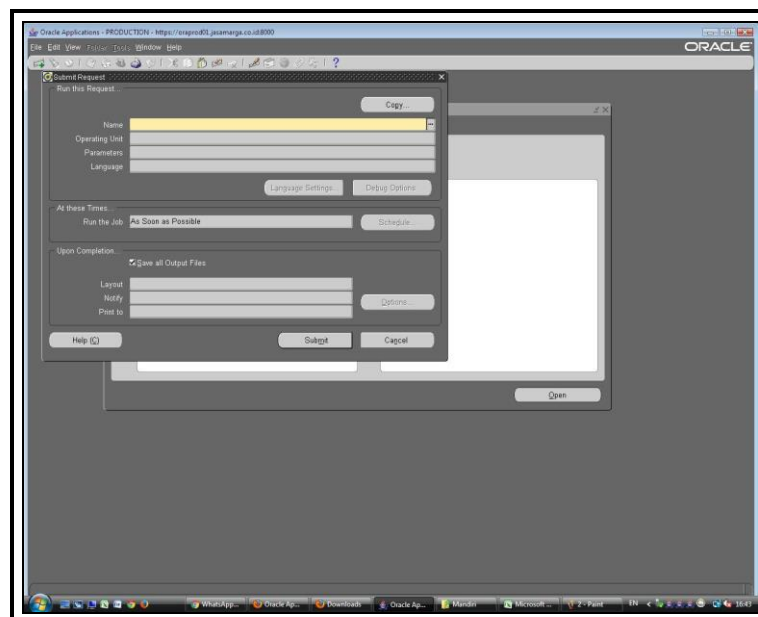 Oracle Applications - PRODUCTION - https://oraprod01.jasamarga.co.id:8000
File Edit View Folder Tools Window Help
ORACLE
Submit Request
Run this Request...
Copy...
Name
Operating Unit
Parameters
Language
Language Settings...
Debug Options
At these Times...
Run the Job As Soon as Possible
Schedule...
Upon Completion...
Save all Output Files
Layout
Notify
Options...
Print to
Help (C)
Submit
Cancel
Open
WhatsApp... Oracle Ap... Downloads Oracle Ap... Mandiri Microsoft ... 2 - Paint EN 16:43